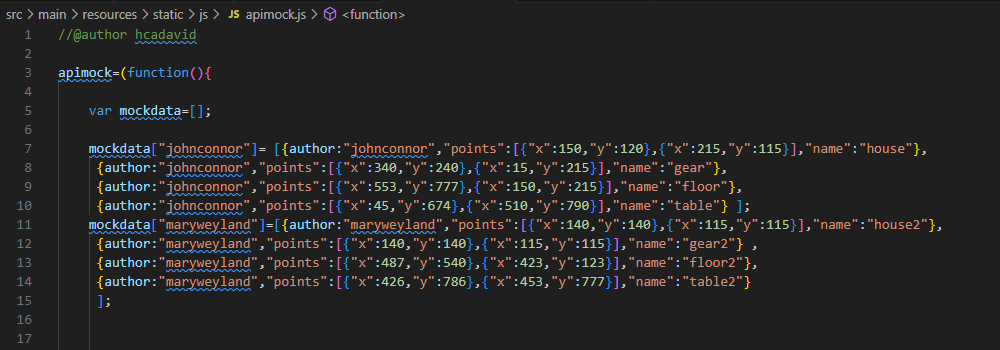 src > main > resources > static > js > JS apimock.js > <function>
1 //@author hcadavid
2
3 apimock=(function(){
4
5 var mockdata=[];
6
7 mockdata["johnconnor"]= [{author:"johnconnor","points":[{"x":150,"y":120},{"x":215,"y":115}],"name":"house"},
8 {author:"johnconnor","points":[{"x":340,"y":240},{"x":15,"y":215}],"name":"gear"},
9 {author:"johnconnor","points":[{"x":553,"y":777},{"x":150,"y":215}],"name":"floor"},
10 {author:"johnconnor","points":[{"x":45,"y":674},{"x":510,"y":790}],"name":"table"} ];
11 mockdata["maryweyland"]=[{author:"maryweyland","points":[{"x":140,"y":140},{"x":115,"y":115}],"name":"house2"},
12 {author:"maryweyland","points":[{"x":140,"y":140},{"x":115,"y":115}],"name":"gear2"} ,
13 {author:"maryweyland","points":[{"x":487,"y":540},{"x":423,"y":123}],"name":"floor2"},
14 {author:"maryweyland","points":[{"x":426,"y":786},{"x":453,"y":777}],"name":"table2"}
15 ];
16
17